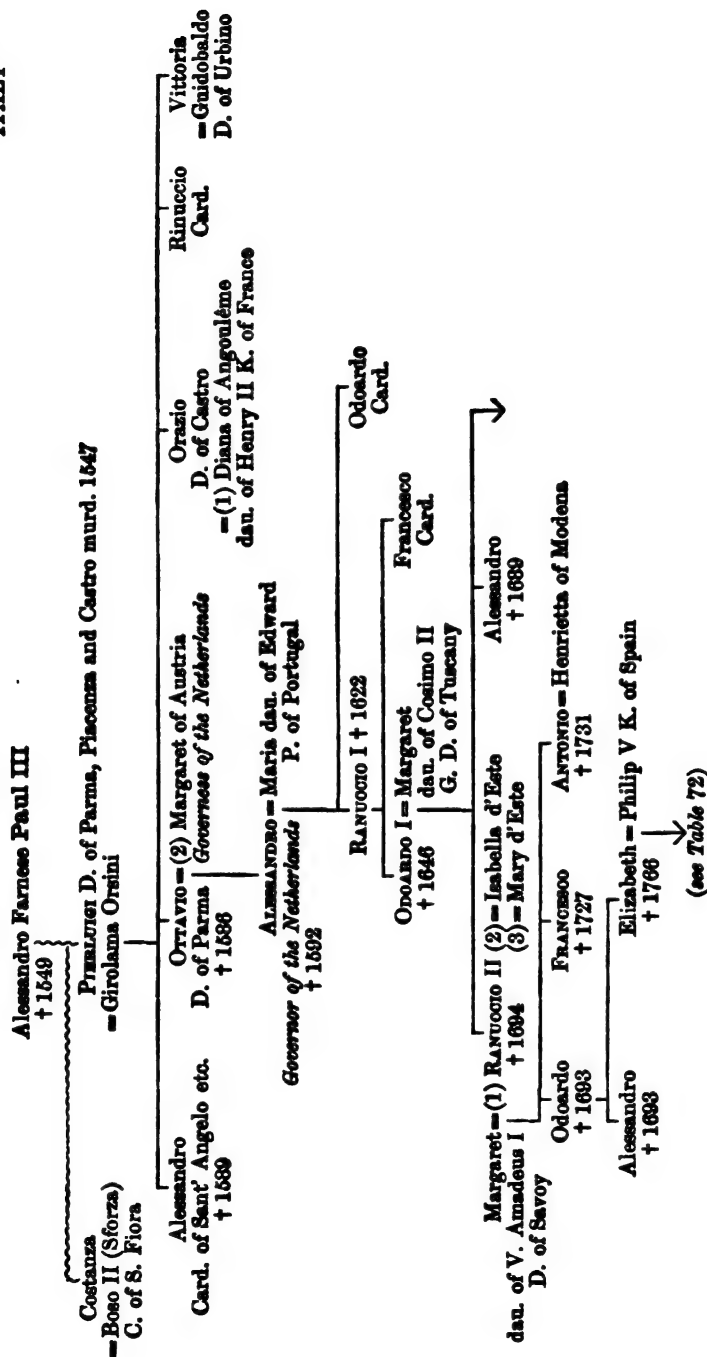 Alessandro Farnese Paul III
†1549
Costanza
=Boso II (Sforza)
C. of S. Fiora
PIERLUIGI D. of Parma, Piacenza and Castro murd. 1547
=Girolama Orsini
Alessandro
Card. of Sant' Angelo etc.
†1589
OTTAVIO=(2) Margaret of Austria
D. of Parma Governess of the Netherlands
†1586
Orazio
D. of Castro
=(1) Diana of Angoulême
dau. of Henry II K. of France
Rinuccio
Card.
Vittoria
=Guidobaldo
D. of Urbino
ALESSANDRO=Maria dau. of Edward
Governor of the Netherlands P. of Portugal
†1592
RANUCCIO I †1622
Odoardo
Card.
ODOARDO I=Margaret
†1646 dau. of Cosimo II
G. D. of Tuscany
Francesco
Card.
Margaret=(1) RANUCCIO II (2)=Isabella d'Este
dau. of V. Amadeus I †1694 (3)=Mary d'Este
D. of Savoy
Alessandro
†1689
Odoardo
†1693
FRANCESCO
†1727
ANTONIO=Henrietta of Modena
†1731
Alessandro
†1693
Elizabeth=Philip V K. of Spain
†1766
(see Table 72)